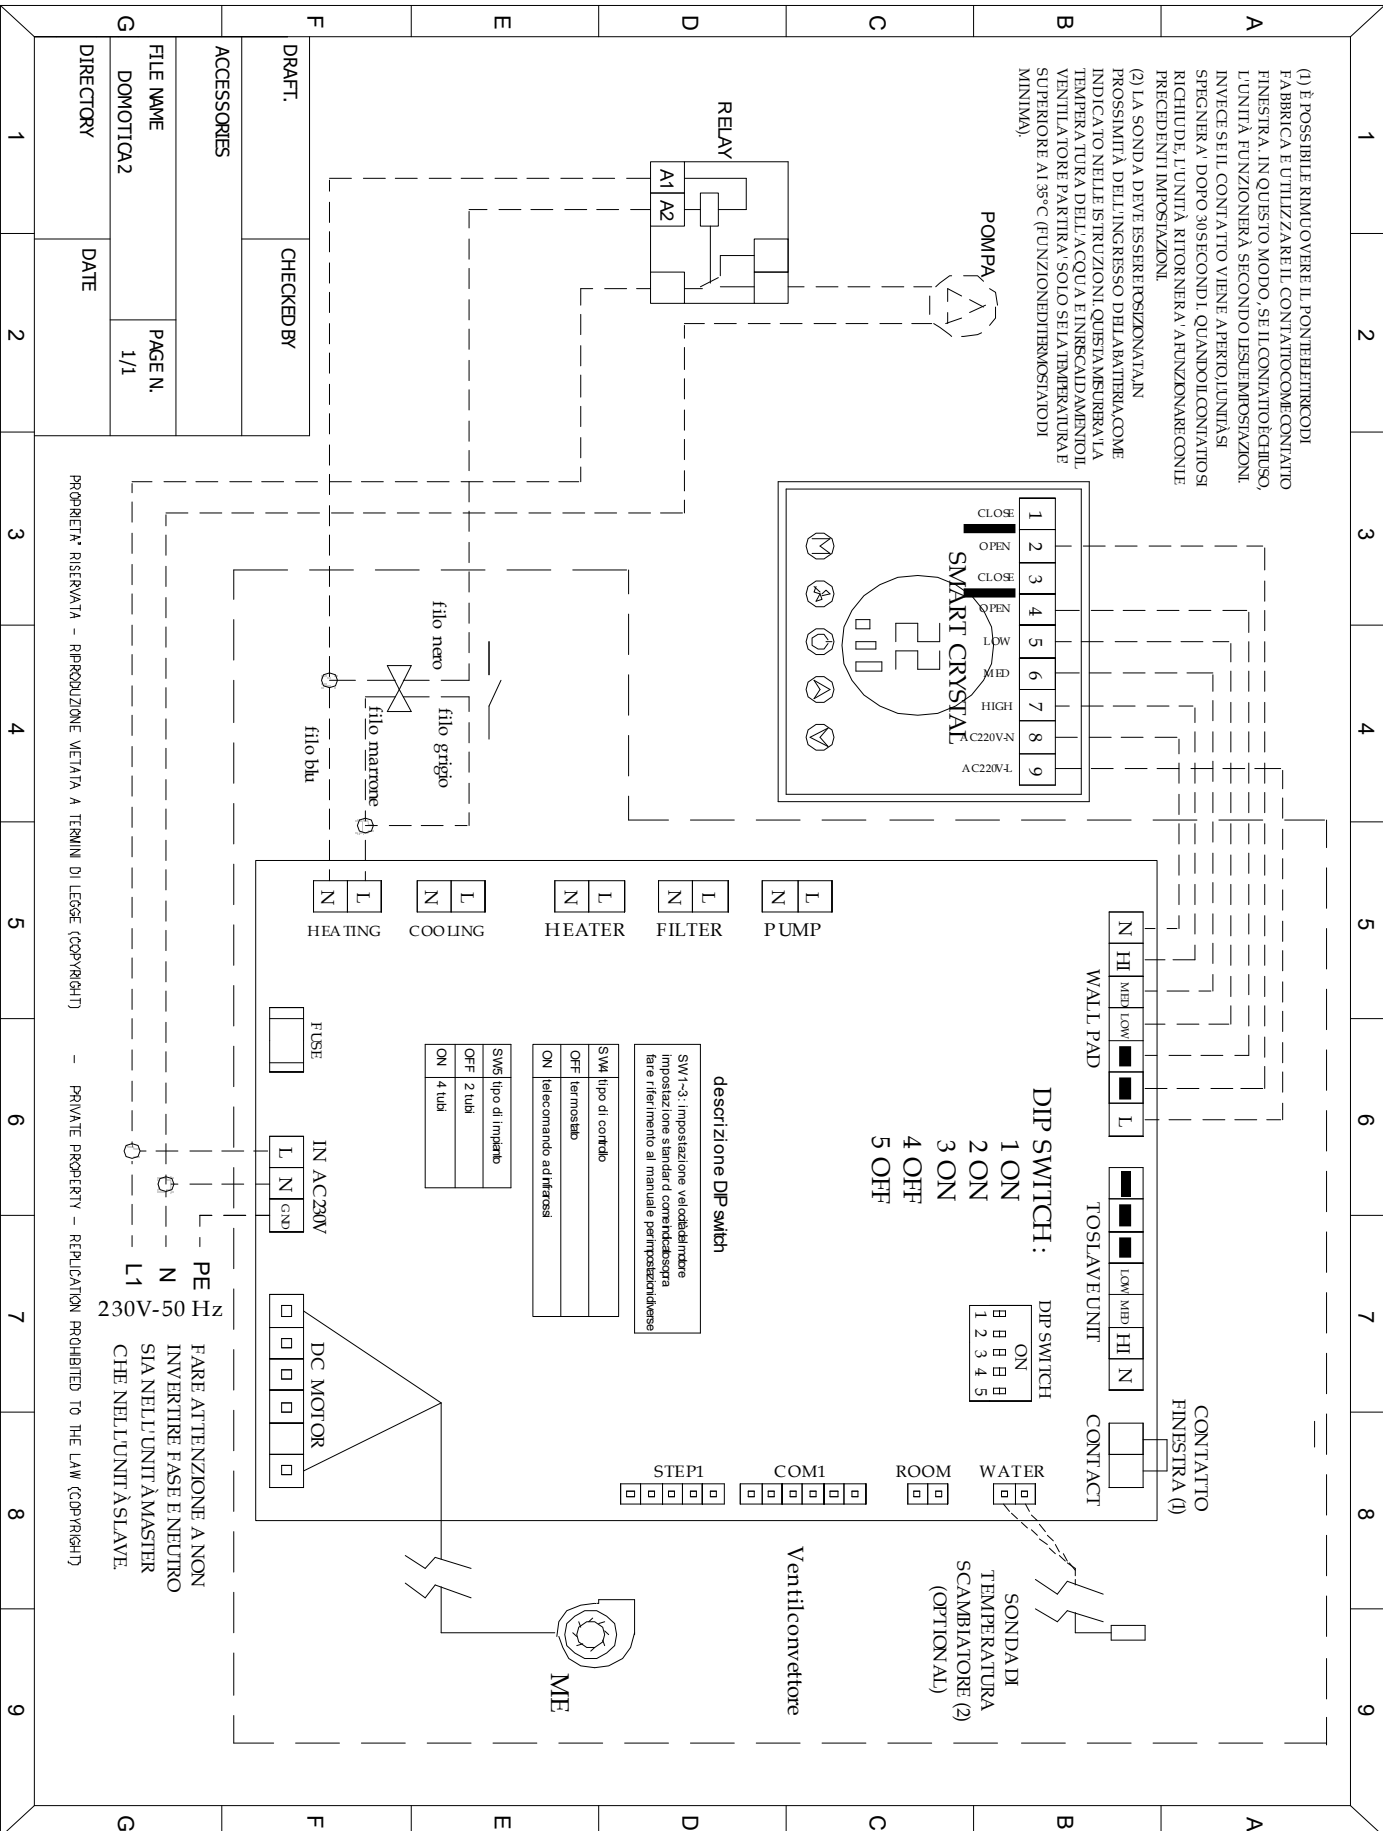 1
2
3
4
5
6
7
8
9
A
B
C
D
E
F
G
(1) È POSSIBILE RIMUOVERE IL PONTE ELETTRICO DI
FABBRICA E UTILIZZARE IL CONTATTO COME CONTATTO
FINESTRA. IN QUESTO MODO, SE IL CONTATTO È CHIUSO,
L'UNITÀ FUNZIONERÀ SECONDO LE SUE IMPOSTAZIONI.
INVECE SE IL CONTATTO VIENE APERTO, L'UNITÀ SI
SPEGNERA' DOPO 30 SECONDI. QUANDO IL CONTATTO SI
RICHIUDE, L'UNITÀ RITORNERA' A FUNZIONARE CON LE
PRECEDENTI IMPOSTAZIONI.
(2) LA SONDA DEVE ESSERE POSIZIONATA, IN
PROSSIMITÀ DELL'INGRESSO DELLA BATTERIA, COME
INDICATO NELLE ISTRUZIONI. QUESTA MISURERA' LA
TEMPERATURA DELL'ACQUA E IN RISCALDAMENTO IL
VENTILATORE PARTIRA' SOLO SE LA TEMPERATURA E'
SUPERIORE AI 35°C (FUNZIONE DI TERMOSTATO DI
MINIMA).
POMPA
RELAY
A1
A2
1
2
3
4
5
6
7
8
9
CLOSE
OPEN
CLOSE
OPEN
LOW
MED
HIGH
AC220V-N
AC220V-L
SMART CRYSTAL
N
HI
MED
LOW
L
WALL PAD
LOW
MED
HI
N
TO SLAVE UNIT
CONTATTO
FINESTRA (1)
CONTACT
DIP SWITCH :
1 ON
2 ON
3 ON
4 OFF
5 OFF
DIP SWITCH
ON
1 2 3 4 5
WATER
ROOM
COM1
STEP1
SONDA DI
TEMPERATURA
SCAMBIATORE (2)
(OPTIONAL)
Ventilconvettore
ME
L
N
PUMP
L
N
FILTER
L
N
HEATER
L
N
COOLING
L
N
HEATING
descrizione DIP switch
SW1~3: impostazione velocità del motore
impostazione standard come indicato sopra
fare riferimento al manuale per impostazioni diverse
SW4 tipo di controllo
OFF termostato
ON telecomando ad infrarossi
SW5 tipo di impianto
OFF 2 tubi
ON 4 tubi
filo nero
filo grigio
filo marrone
filo blu
FUSE
IN AC230V
L
N
GND
DC MOTOR
PE
N
L1
230V-50 Hz
FARE ATTENZIONE A NON
INVERTIRE FASE E NEUTRO
SIA NELL'UNITÀ MASTER
CHE NELL'UNITÀ SLAVE.
DRAFT.
CHECKED BY
ACCESSORIES
FILE NAME
DOMOTICA2
PAGE N.
1/1
DIRECTORY
DATE
PROPRIETA' RISERVATA - RIPRODUZIONE VIETATA A TERMINI DI LEGGE (COPYRIGHT) - PRIVATE PROPERTY - REPLICATION PROHIBITED TO THE LAW (COPYRIGHT)
1
2
3
4
5
6
7
8
9
A
B
C
D
E
F
G